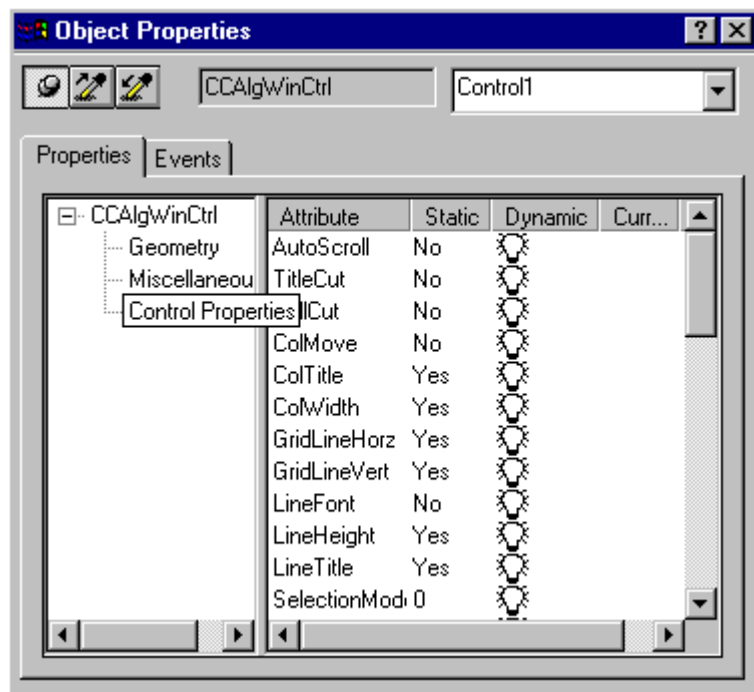 Object Properties
CCAlgWinCtrl
Control1
Properties
Events
CCAlgWinCtrl
Geometry
Miscellaneou
Control Properties
Attribute Static Dynamic Curr...
AutoScroll No
TitleCut No
llCut No
ColMove No
ColTitle Yes
ColWidth Yes
GridLineHorz Yes
GridLineVert Yes
LineFont No
LineHeight Yes
LineTitle Yes
SelectionMod 0